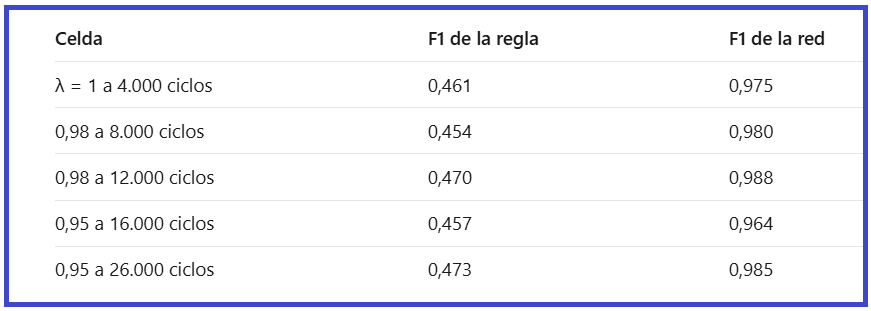 Celda F1 de la regla F1 de la red
λ = 1 a 4.000 ciclos 0,461 0,975
0,98 a 8.000 ciclos 0,454 0,980
0,98 a 12.000 ciclos 0,470 0,988
0,95 a 16.000 ciclos 0,457 0,964
0,95 a 26.000 ciclos 0,473 0,985